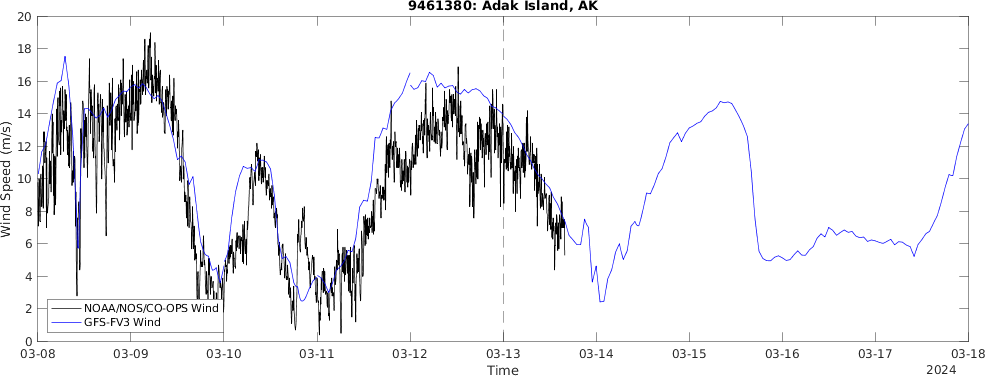 9461380: Adak Island, AK
Wind Speed (m/s)
20
18
16
14
12
10
8
6
4
2
0
NOAA/NOS/CO-OPS Wind
GFS-FV3 Wind
03-08 03-09 03-10 03-11 03-12 03-13 03-14 03-15 03-16 03-17 03-18
Time
2024